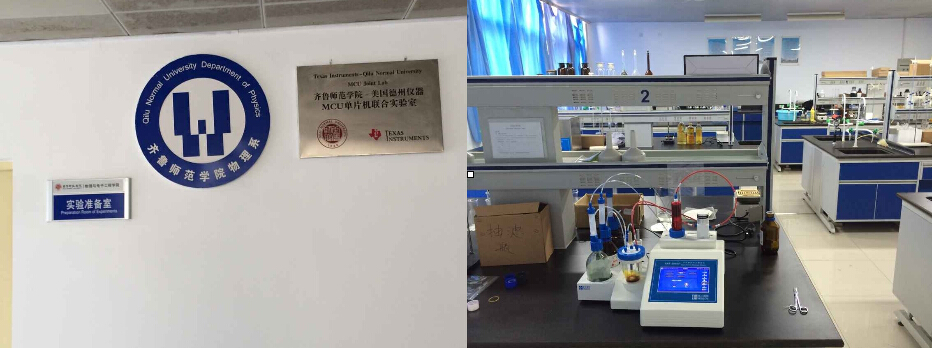 Qilu Normal University Department of Physics
齐鲁师范学院物理系
Texas Instruments-Qilu Normal University
MCU Joint Lab
齐鲁师范学院-美国德州仪器
MCU单片机联合实验室
TEXAS
INSTRUMENTS
实验准备室
Preparation Room of Experiments
2